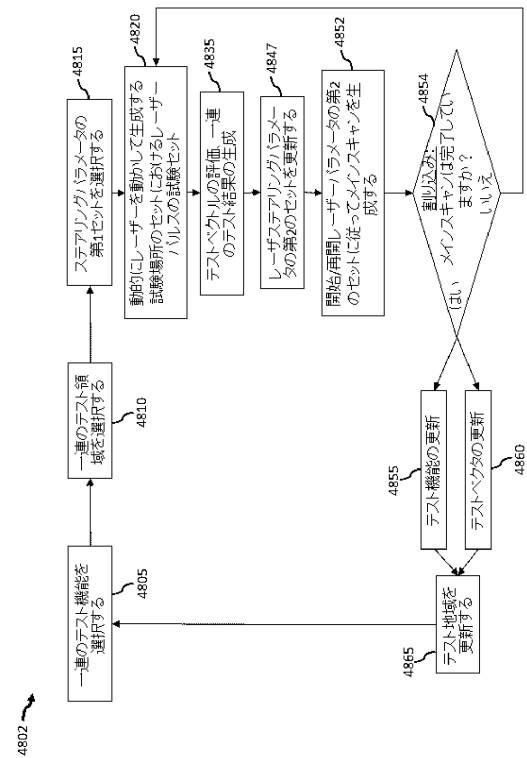 4802
4805
一連のテスト機能を
選択する
4810
一連のテスト領
域を選択する
4815
ステアリングパラメータの
第1セットを選択する
4820
動的にレーザーを動かして生成する
試験場所のセットにおけるレーザー
パルスの試験セット
4835
テストベクトルの評価、一連
のテスト結果の生成
4847
レーザステアリングパラメー
タの第2のセットを更新する
4852
開始/再開レーザーパラメータの第2
のセットに従ってメインスキャンを生
成する
4854
割り込み:
メインスキャンは完了してい
ますか?
いいえ
はい
4855
テスト機能の更新
テストベクタの更新
4860
4865
テスト地域を
更新する